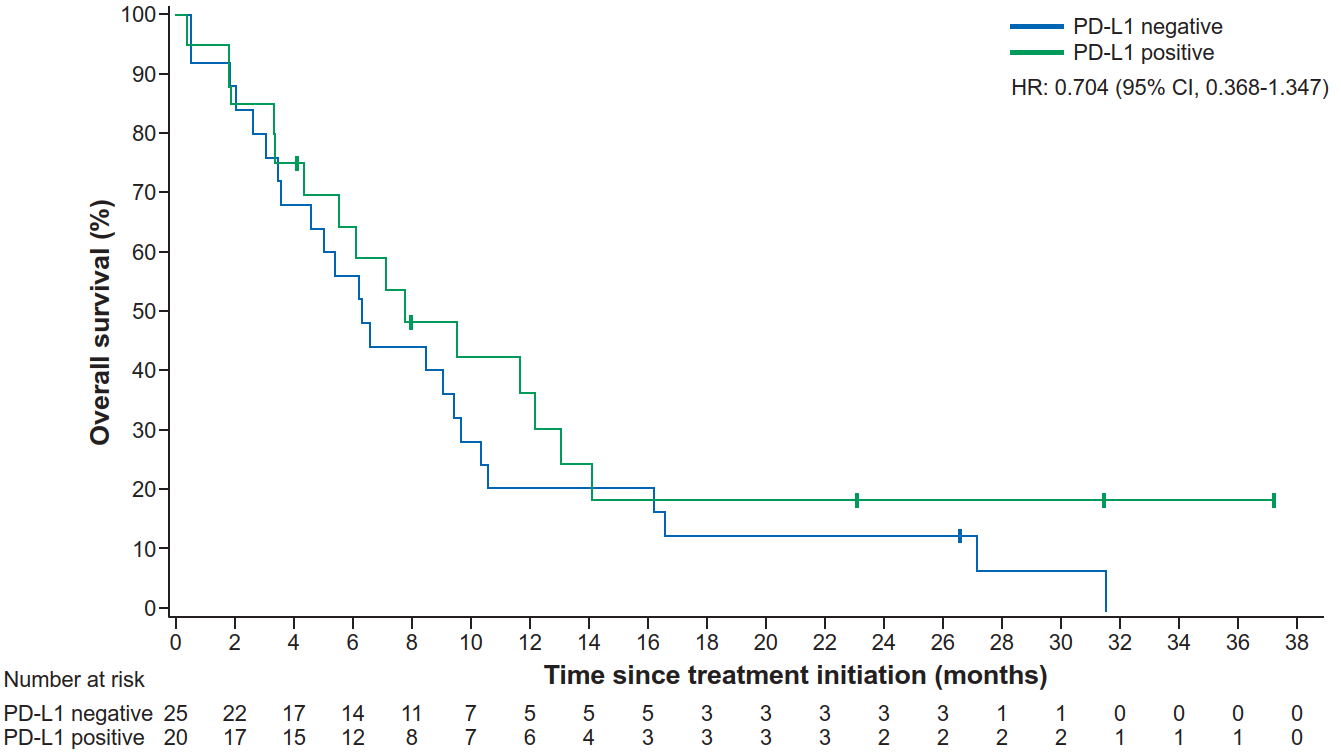 100
90
80
70
60
50
40
30
20
10
0
Overall survival (%)
PD-L1 negative
PD-L1 positive
HR: 0.704 (95% CI, 0.368-1.347)
0 2 4 6 8 10 12 14 16 18 20 22 24 26 28 30 32 34 36 38
Time since treatment initiation (months)
Number at risk
PD-L1 negative 25 22 17 14 11 7 5 5 5 3 3 3 3 3 1 1 0 0 0 0
PD-L1 positive 20 17 15 12 8 7 6 4 3 3 3 3 2 2 2 2 1 1 1 0